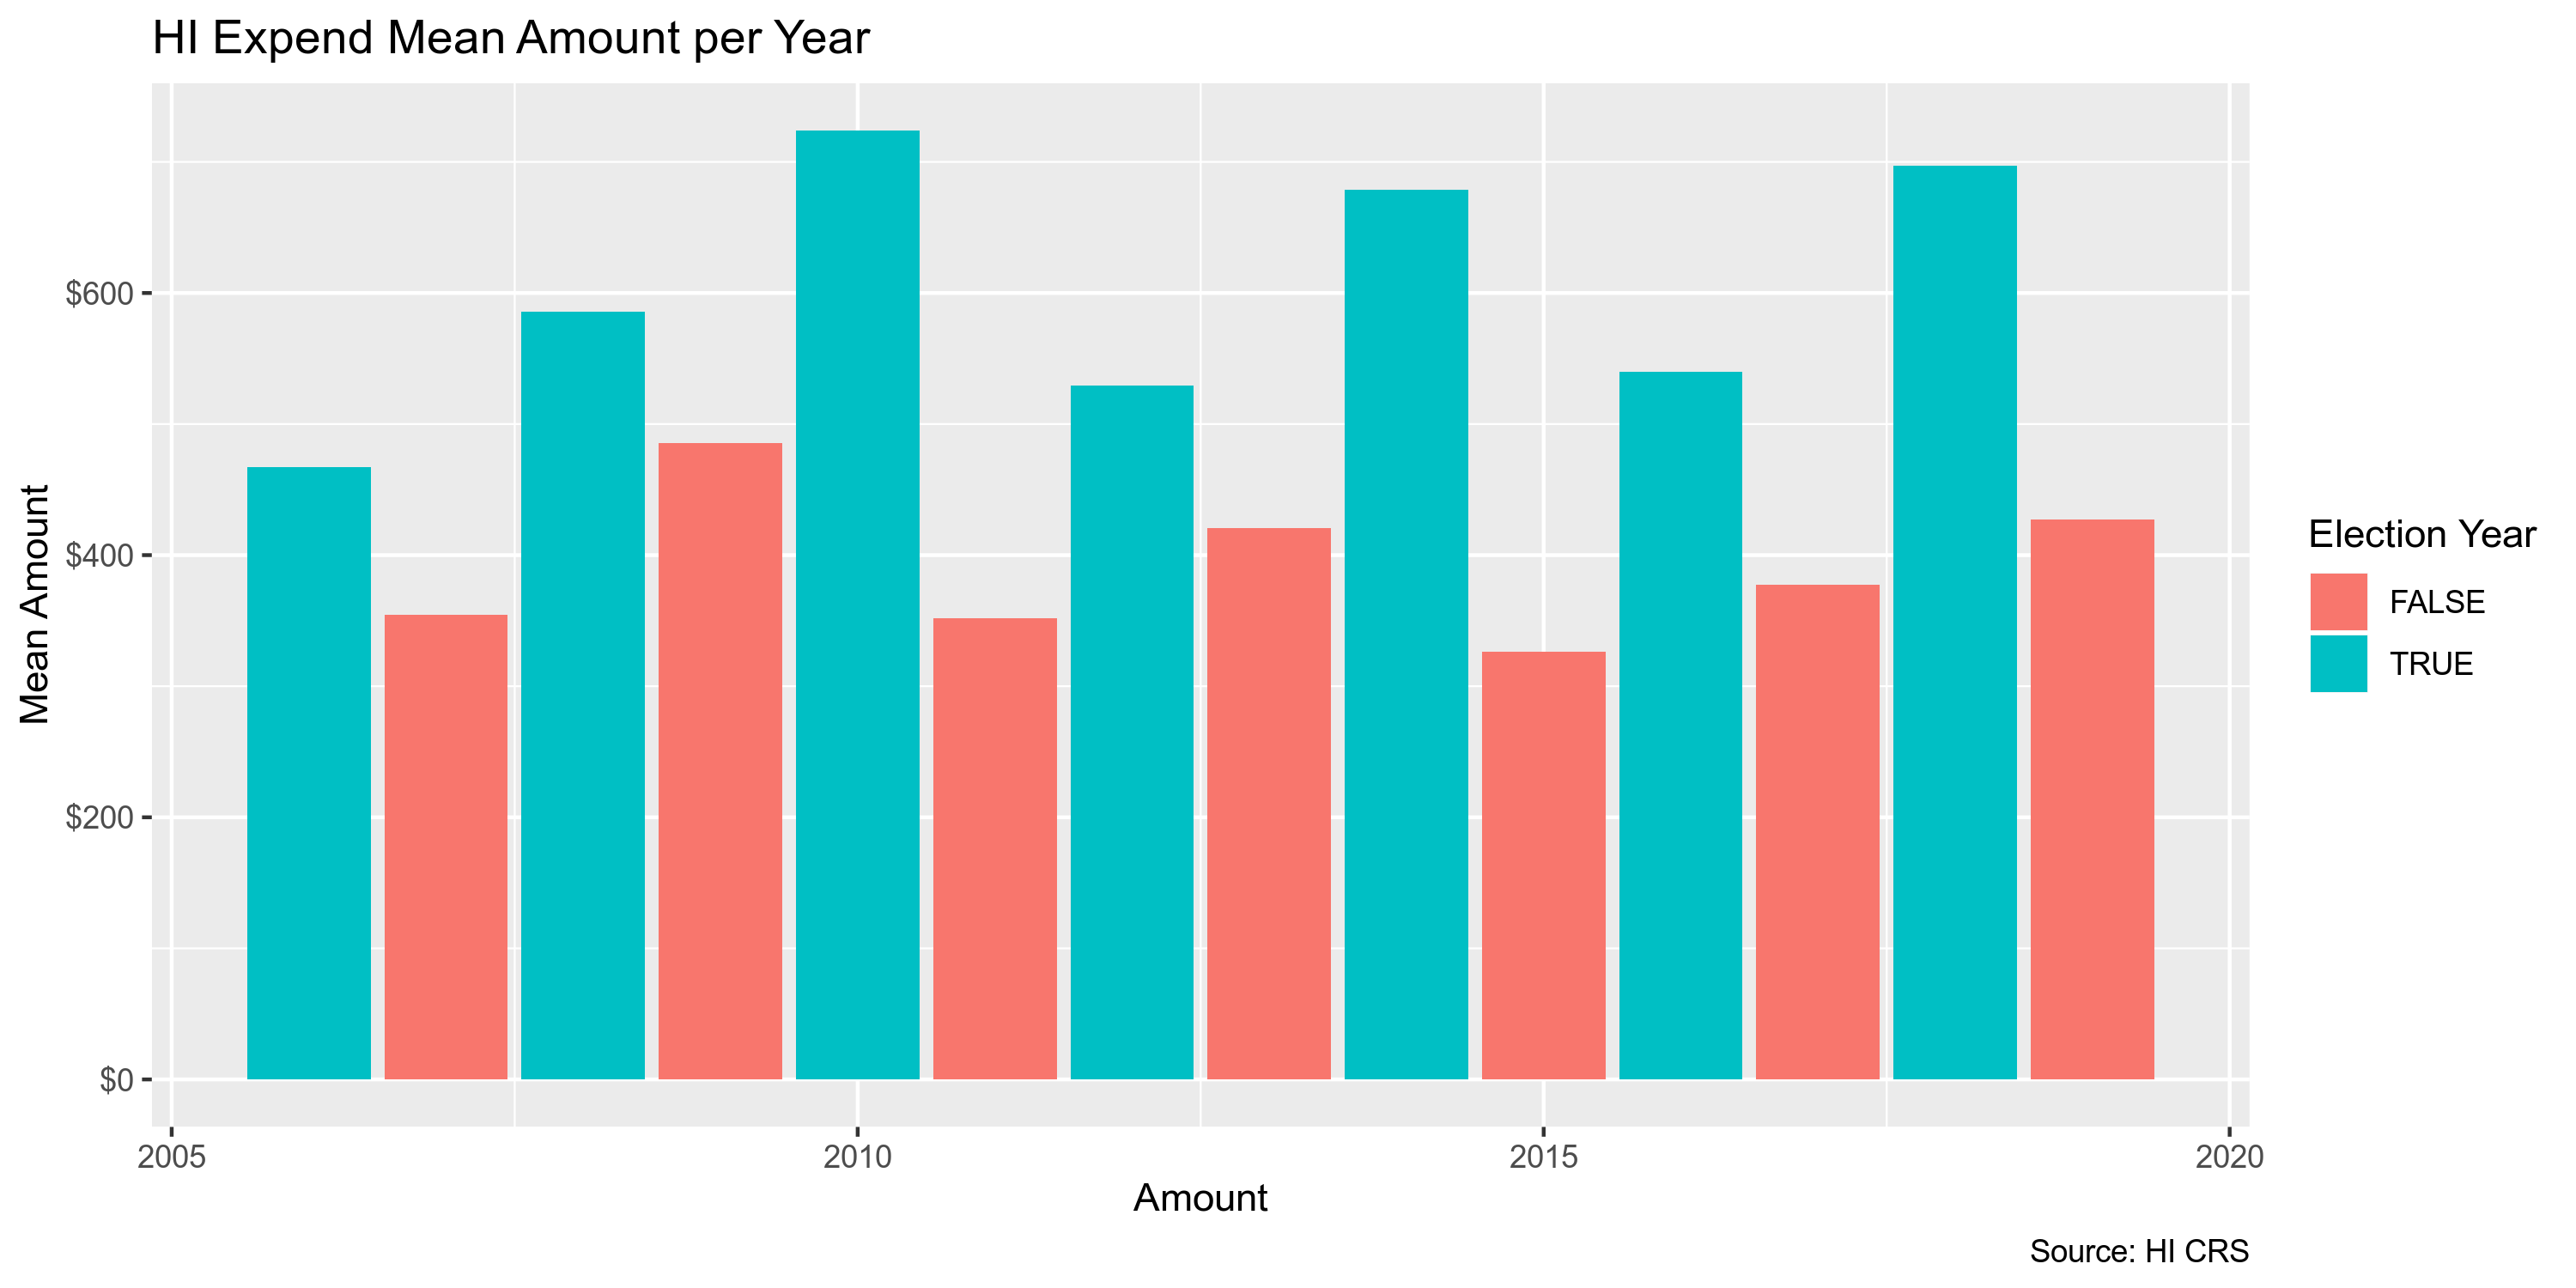 HI Expend Mean Amount per Year
Mean Amount
$600
$400
$200
$0
2005 2010 2015 2020
Amount
Election Year
FALSE
TRUE
Source: HI CRS